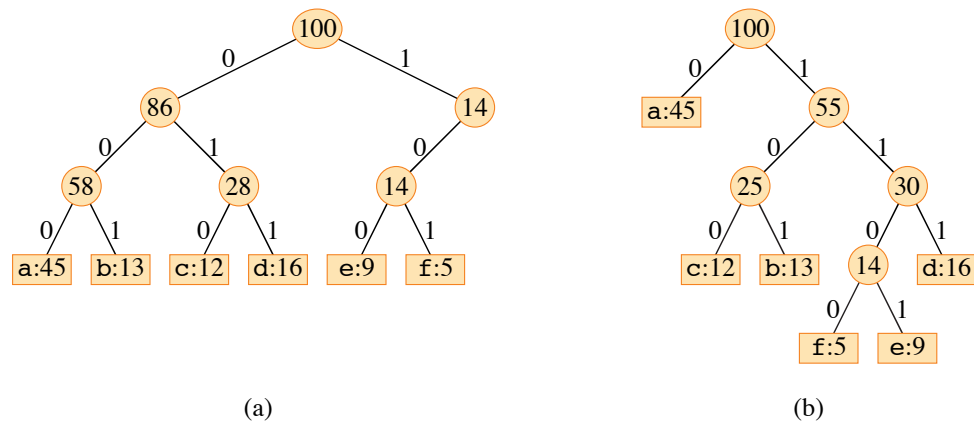 100 100
0 1 0 1
86 14 a:45 55
0 1 0 0 1
58 28 14 25 30
0 1 0 1 0 1 0 1 0 1
a:45 b:13 c:12 d:16 e:9 f:5 c:12 b:13 14 d:16
0 1
f:5 e:9
(a) (b)